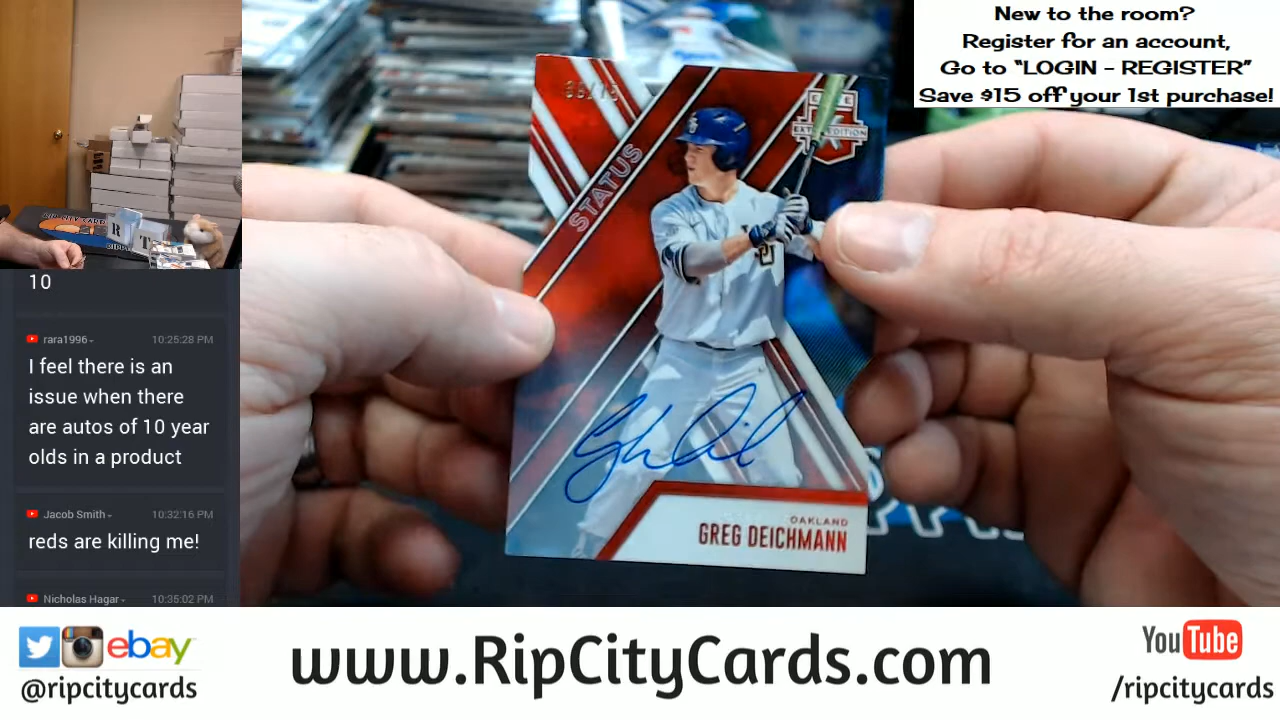 New to the room?
Register for an account,
Go to "LOGIN - REGISTER"
Save $15 off your 1st purchase!
10
rara1996
10:25:28 PM
I feel there is an
issue when there
are autos of 10 year
olds in a product
Jacob Smith
10:32:16 PM
reds are killing me!
Nicholas Hagar
10:35:02 PM
STATUS
EXTRA EDITION
OAKLAND
GREG DEICHMANN
R
T
ebay
@ripcitycards
www.RipCityCards.com
YouTube
/ripcitycards